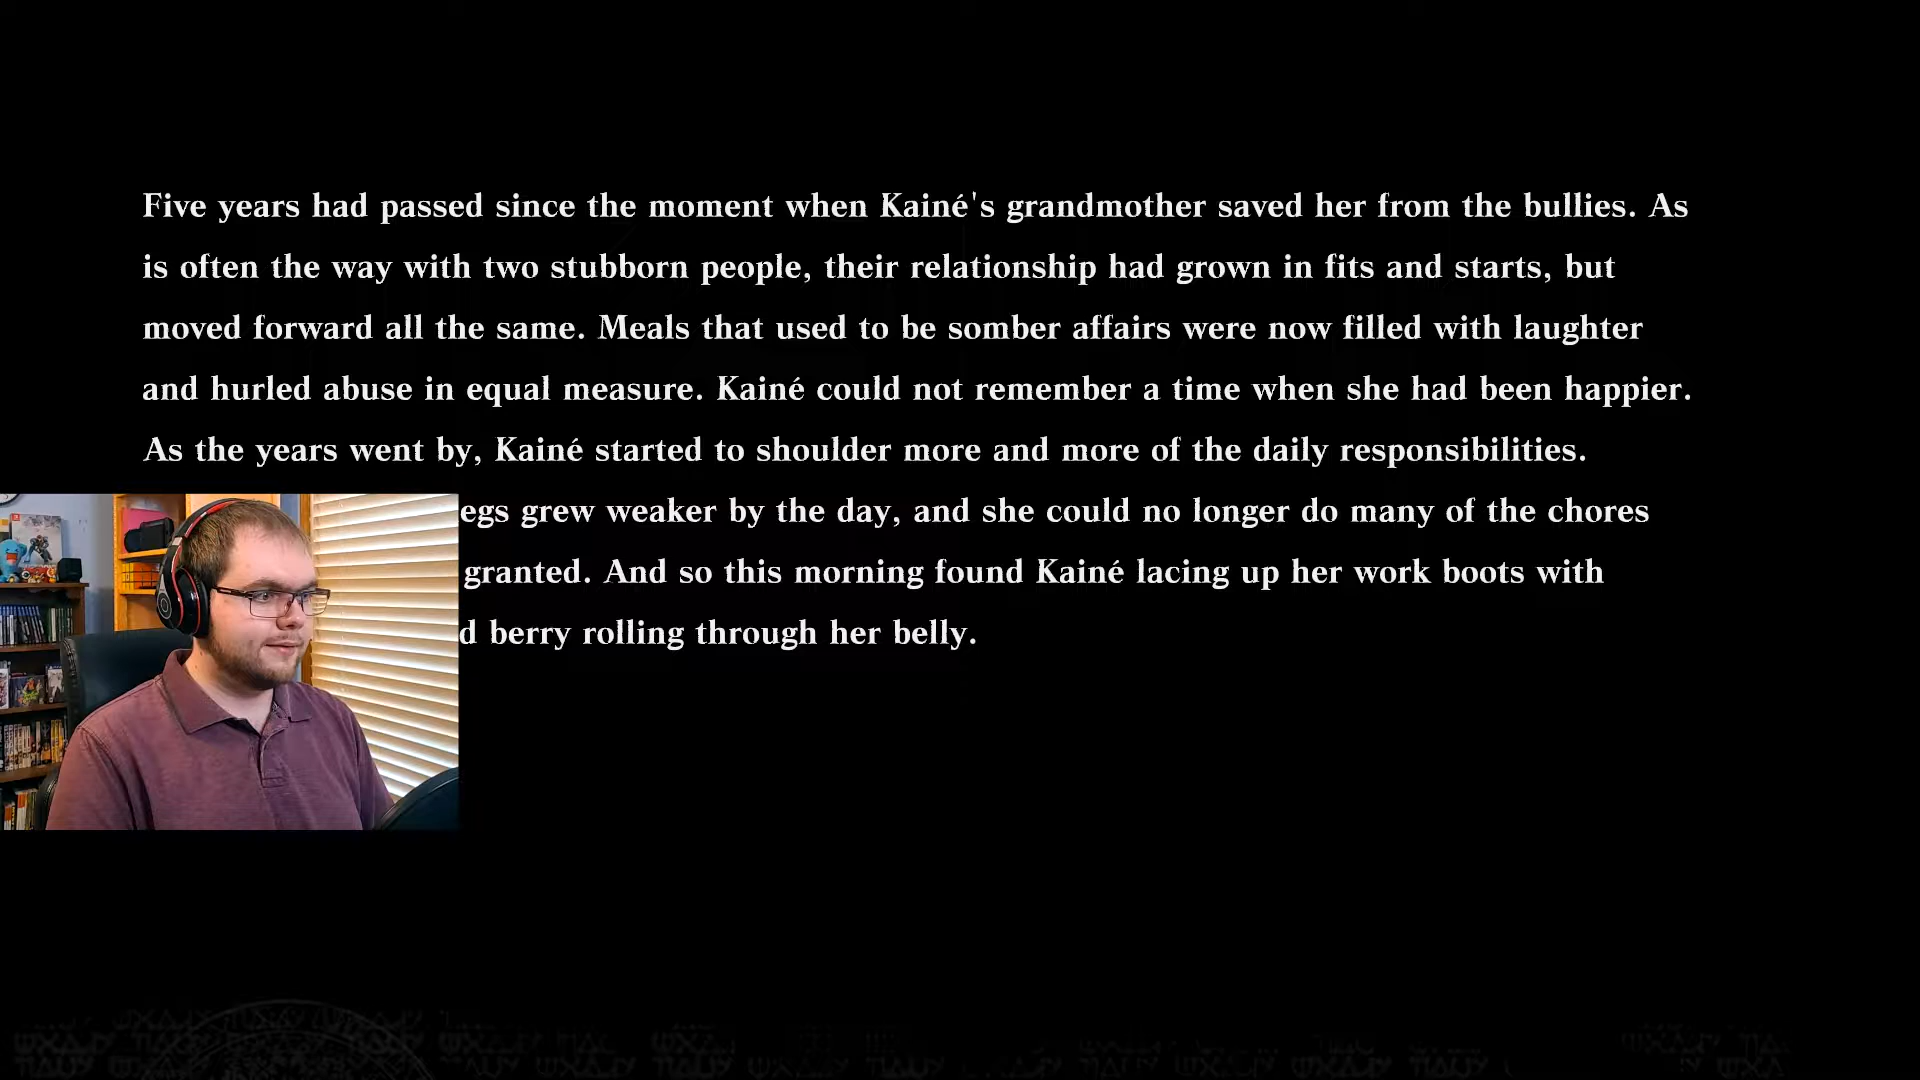 Five years had passed since the moment when Kainé's grandmother saved her from the bullies. As
is often the way with two stubborn people, their relationship had grown in fits and starts, but
moved forward all the same. Meals that used to be somber affairs were now filled with laughter
and hurled abuse in equal measure. Kainé could not remember a time when she had been happier.
As the years went by, Kainé started to shoulder more and more of the daily responsibilities.
egs grew weaker by the day, and she could no longer do many of the chores
granted. And so this morning found Kainé lacing up her work boots with
d berry rolling through her belly.